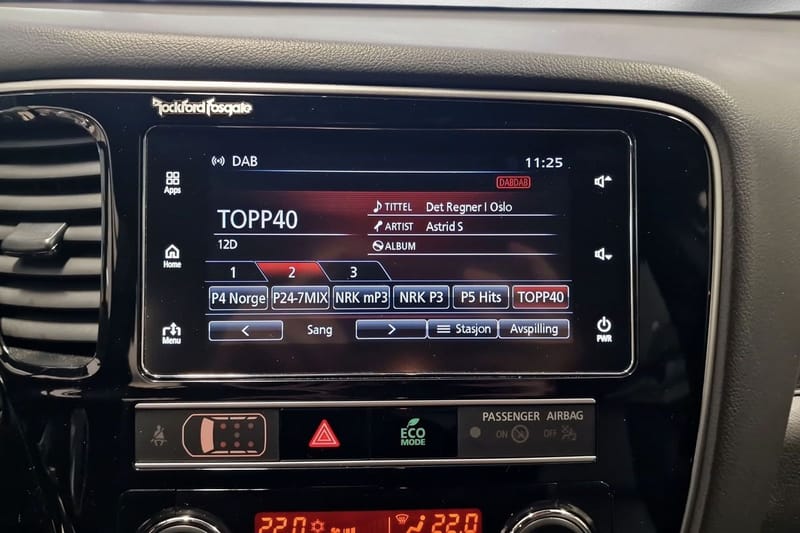 Rockford Fosgate
DAB 11:25
Apps
DABDAB
TOPP40
TITTEL Det Regner I Oslo
ARTIST Astrid S
12D
ALBUM
Home
1 2 3
P4 Norge P24-7MIX NRK mP3 NRK P3 P5 Hits TOPP40
< Sang > Stasjon Avspilling
Menu
PWR
PASSENGER AIRBAG
ECO
MODE
ON OFF
22.0 22.0